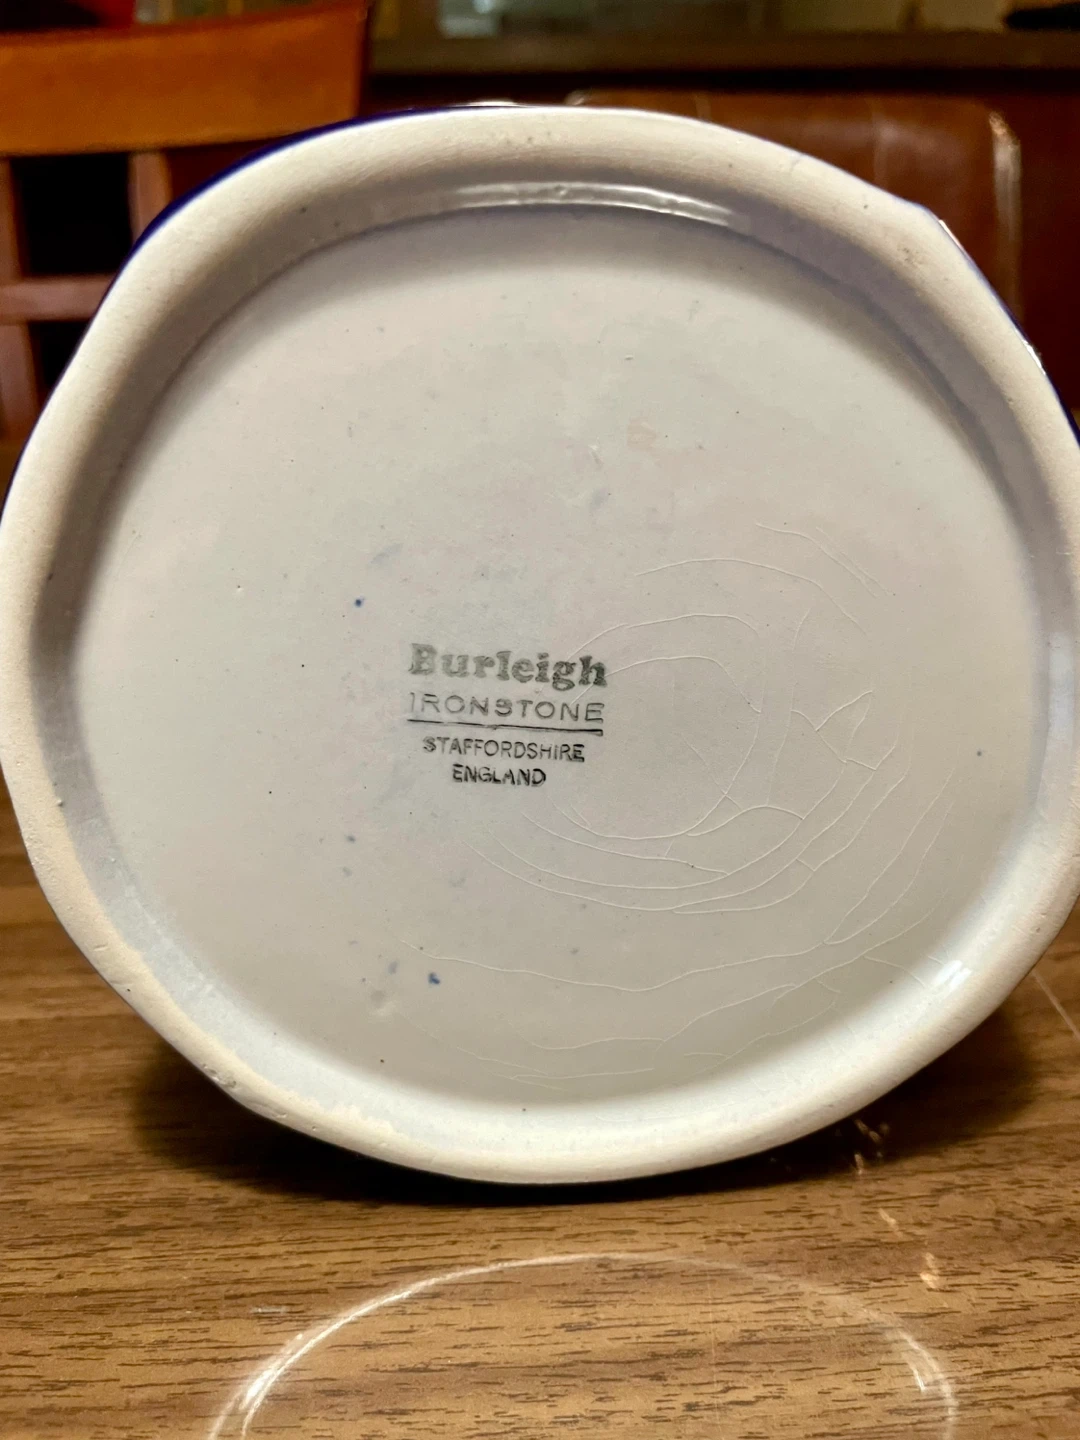 Burleigh
IRONSTONE
STAFFORDSHIRE
ENGLAND